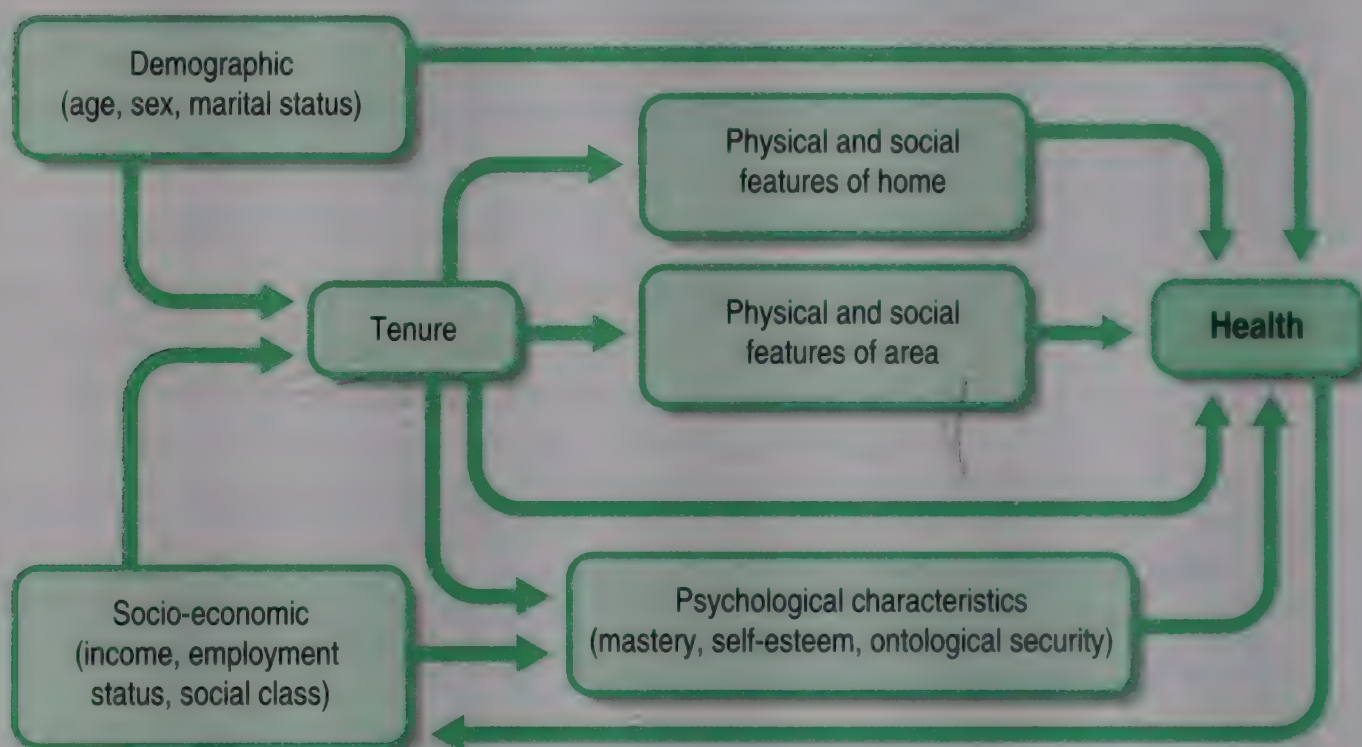 Demographic
(age, sex, marital status)
Physical and social
features of home
Tenure
Physical and social
features of area
Health
Socio-economic
(income, employment
status, social class)
Psychological characteristics
(mastery, self-esteem, ontological security)